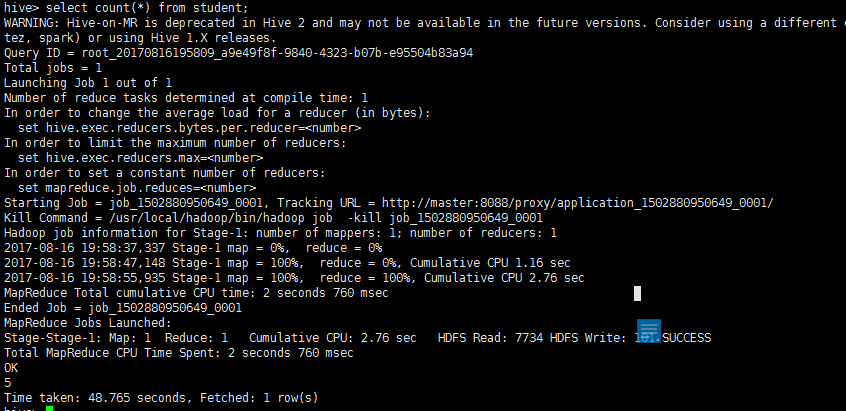 hive> select count(*) from student;
WARNING: Hive-on-MR is deprecated in Hive 2 and may not be available in the future versions. Consider using a different
tez, spark) or using Hive 1.X releases.
Query ID = root_20170816195809_a9e49f8f-9840-4323-b07b-e95504b83a94
Total jobs = 1
Launching Job 1 out of 1
Number of reduce tasks determined at compile time: 1
In order to change the average load for a reducer (in bytes):
  set hive.exec.reducers.bytes.per.reducer=<number>
In order to limit the maximum number of reducers:
  set hive.exec.reducers.max=<number>
In order to set a constant number of reducers:
  set mapreduce.job.reduces=<number>
Starting Job = job_1502880950649_0001, Tracking URL = http://master:8088/proxy/application_1502880950649_0001/
Kill Command = /usr/local/hadoop/bin/hadoop job  -kill job_1502880950649_0001
Hadoop job information for Stage-1: number of mappers: 1; number of reducers: 1
2017-08-16 19:58:37,337 Stage-1 map = 0%,  reduce = 0%
2017-08-16 19:58:47,148 Stage-1 map = 100%,  reduce = 0%, Cumulative CPU 1.16 sec
2017-08-16 19:58:55,935 Stage-1 map = 100%,  reduce = 100%, Cumulative CPU 2.76 sec
MapReduce Total cumulative CPU time: 2 seconds 760 msec
Ended Job = job_1502880950649_0001
MapReduce Jobs Launched:
Stage-Stage-1: Map: 1  Reduce: 1   Cumulative CPU: 2.76 sec   HDFS Read: 7734 HDFS Write: SUCCESS
Total MapReduce CPU Time Spent: 2 seconds 760 msec
OK
5
Time taken: 48.765 seconds, Fetched: 1 row(s)